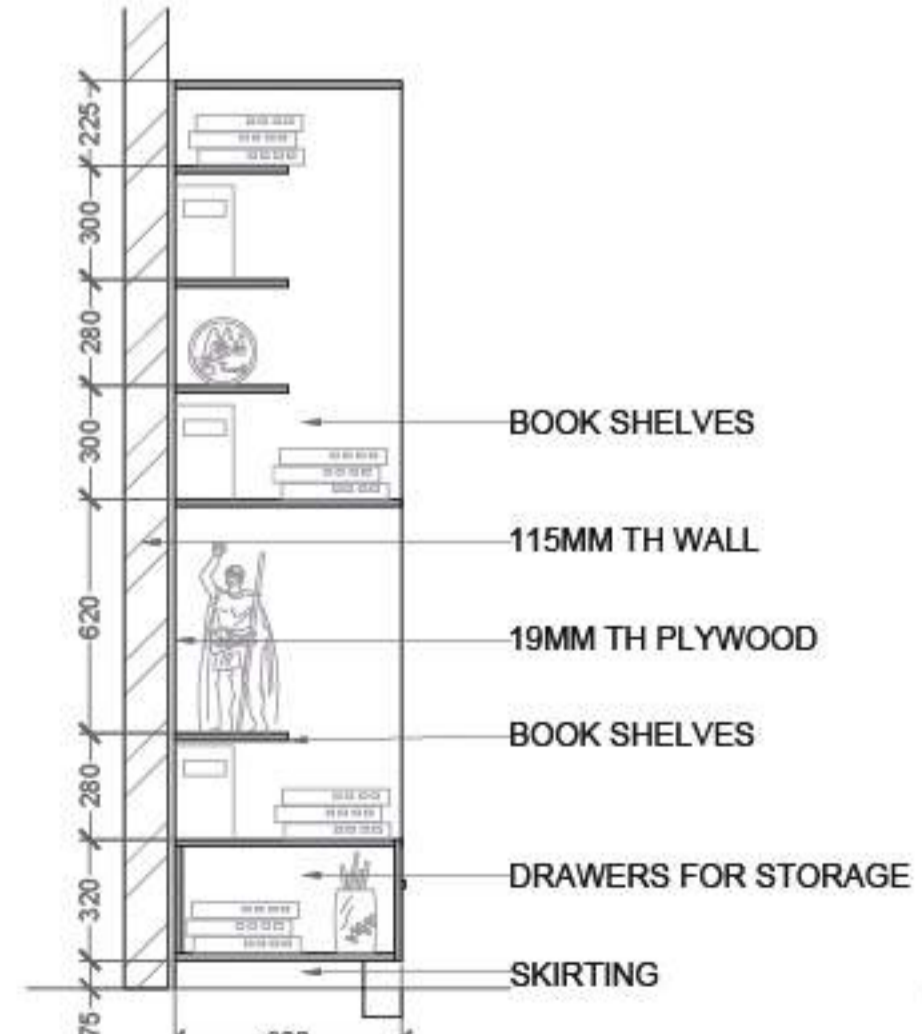 225
300
280
300
BOOK SHELVES
115MM TH WALL
620
19MM TH PLYWOOD
BOOK SHELVES
280
DRAWERS FOR STORAGE
320
SKIRTING
75